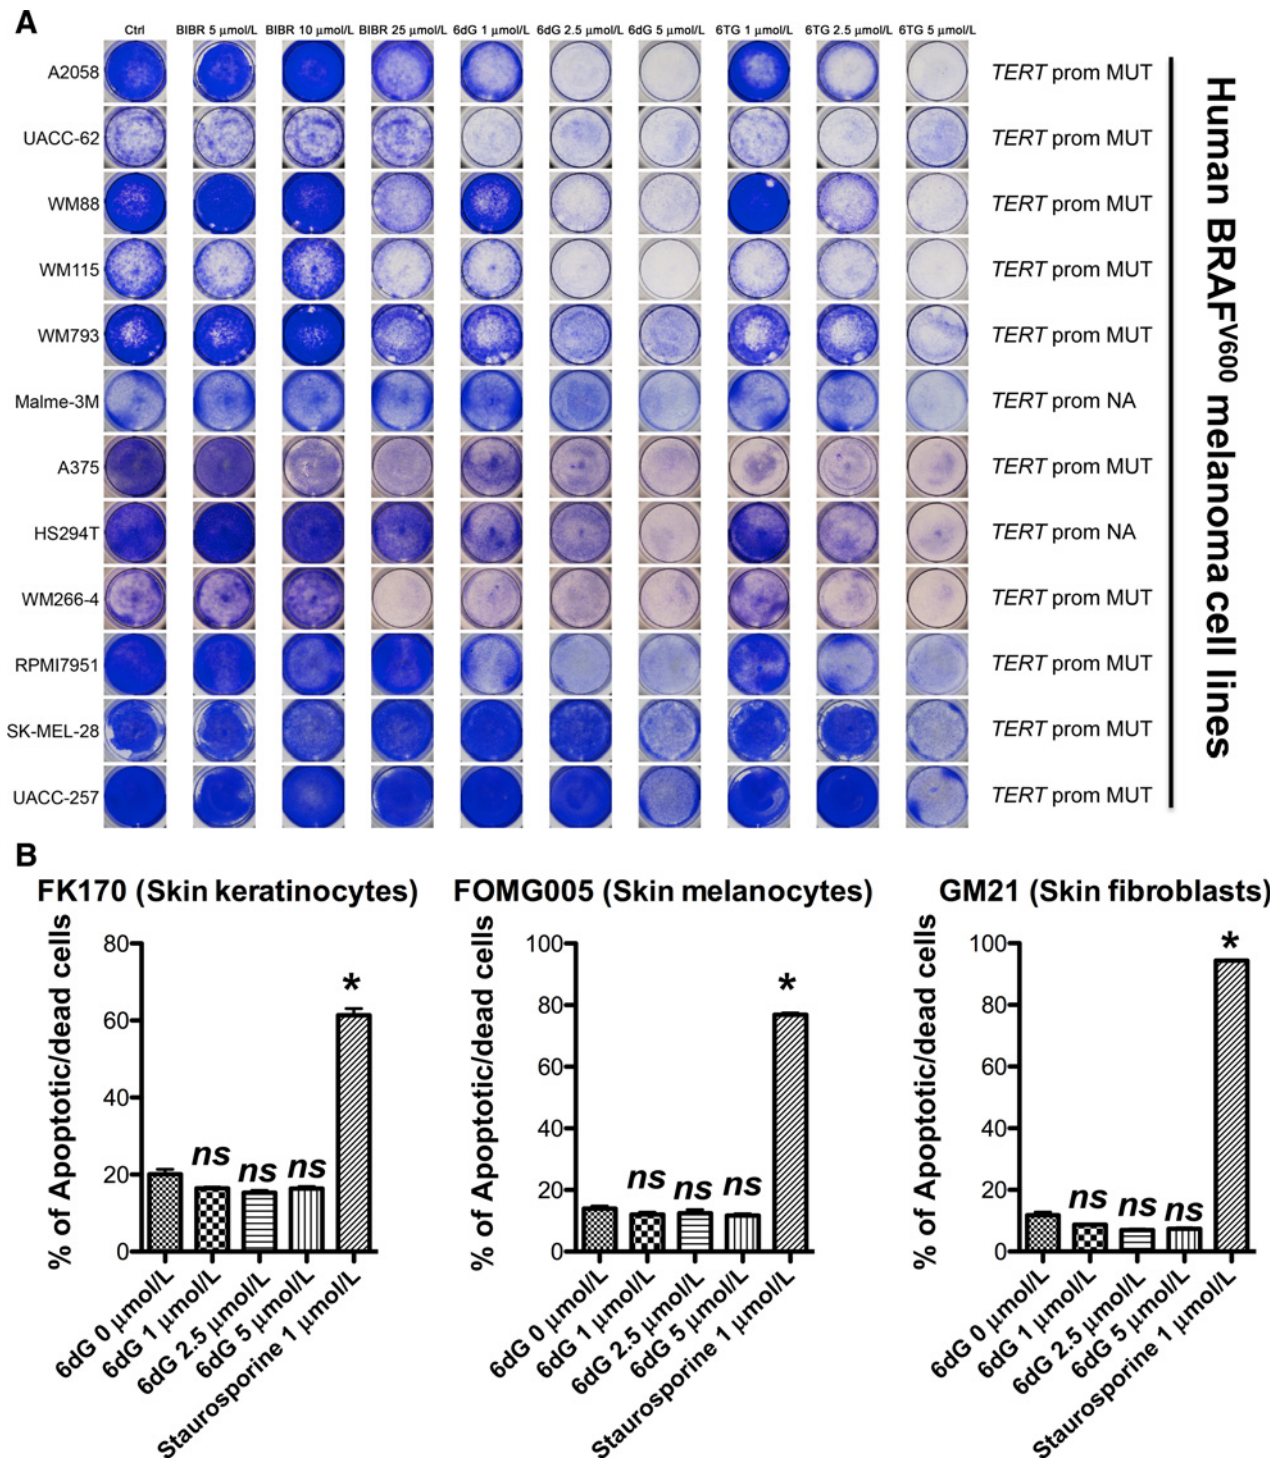 A
Ctrl BIBR 5 μmol/L BIBR 10 μmol/L BIBR 25 μmol/L 6dG 1 μmol/L 6dG 2.5 μmol/L 6dG 5 μmol/L 6TG 1 μmol/L 6TG 2.5 μmol/L 6TG 5 μmol/L
A2058 TERT prom MUT
UACC-62 TERT prom MUT
WM88 TERT prom MUT
WM115 TERT prom MUT
WM793 TERT prom MUT
Malme-3M TERT prom NA
A375 TERT prom MUT
HS294T TERT prom NA
WM266-4 TERT prom MUT
RPMI7951 TERT prom MUT
SK-MEL-28 TERT prom MUT
UACC-257 TERT prom MUT
Human BRAFV600 melanoma cell lines
B
FK170 (Skin keratinocytes)
% of Apoptotic/dead cells
80
60
40
20
0
ns
ns
ns
*
6dG 0 μmol/L
6dG 1 μmol/L
6dG 2.5 μmol/L
6dG 5 μmol/L
Staurosporine 1 μmol/L
FOMG005 (Skin melanocytes)
% of Apoptotic/dead cells
100
80
60
40
20
0
ns
ns
ns
*
6dG 0 μmol/L
6dG 1 μmol/L
6dG 2.5 μmol/L
6dG 5 μmol/L
Staurosporine 1 μmol/L
GM21 (Skin fibroblasts)
% of Apoptotic/dead cells
100
80
60
40
20
0
ns
ns
ns
*
6dG 0 μmol/L
6dG 1 μmol/L
6dG 2.5 μmol/L
6dG 5 μmol/L
Staurosporine 1 μmol/L